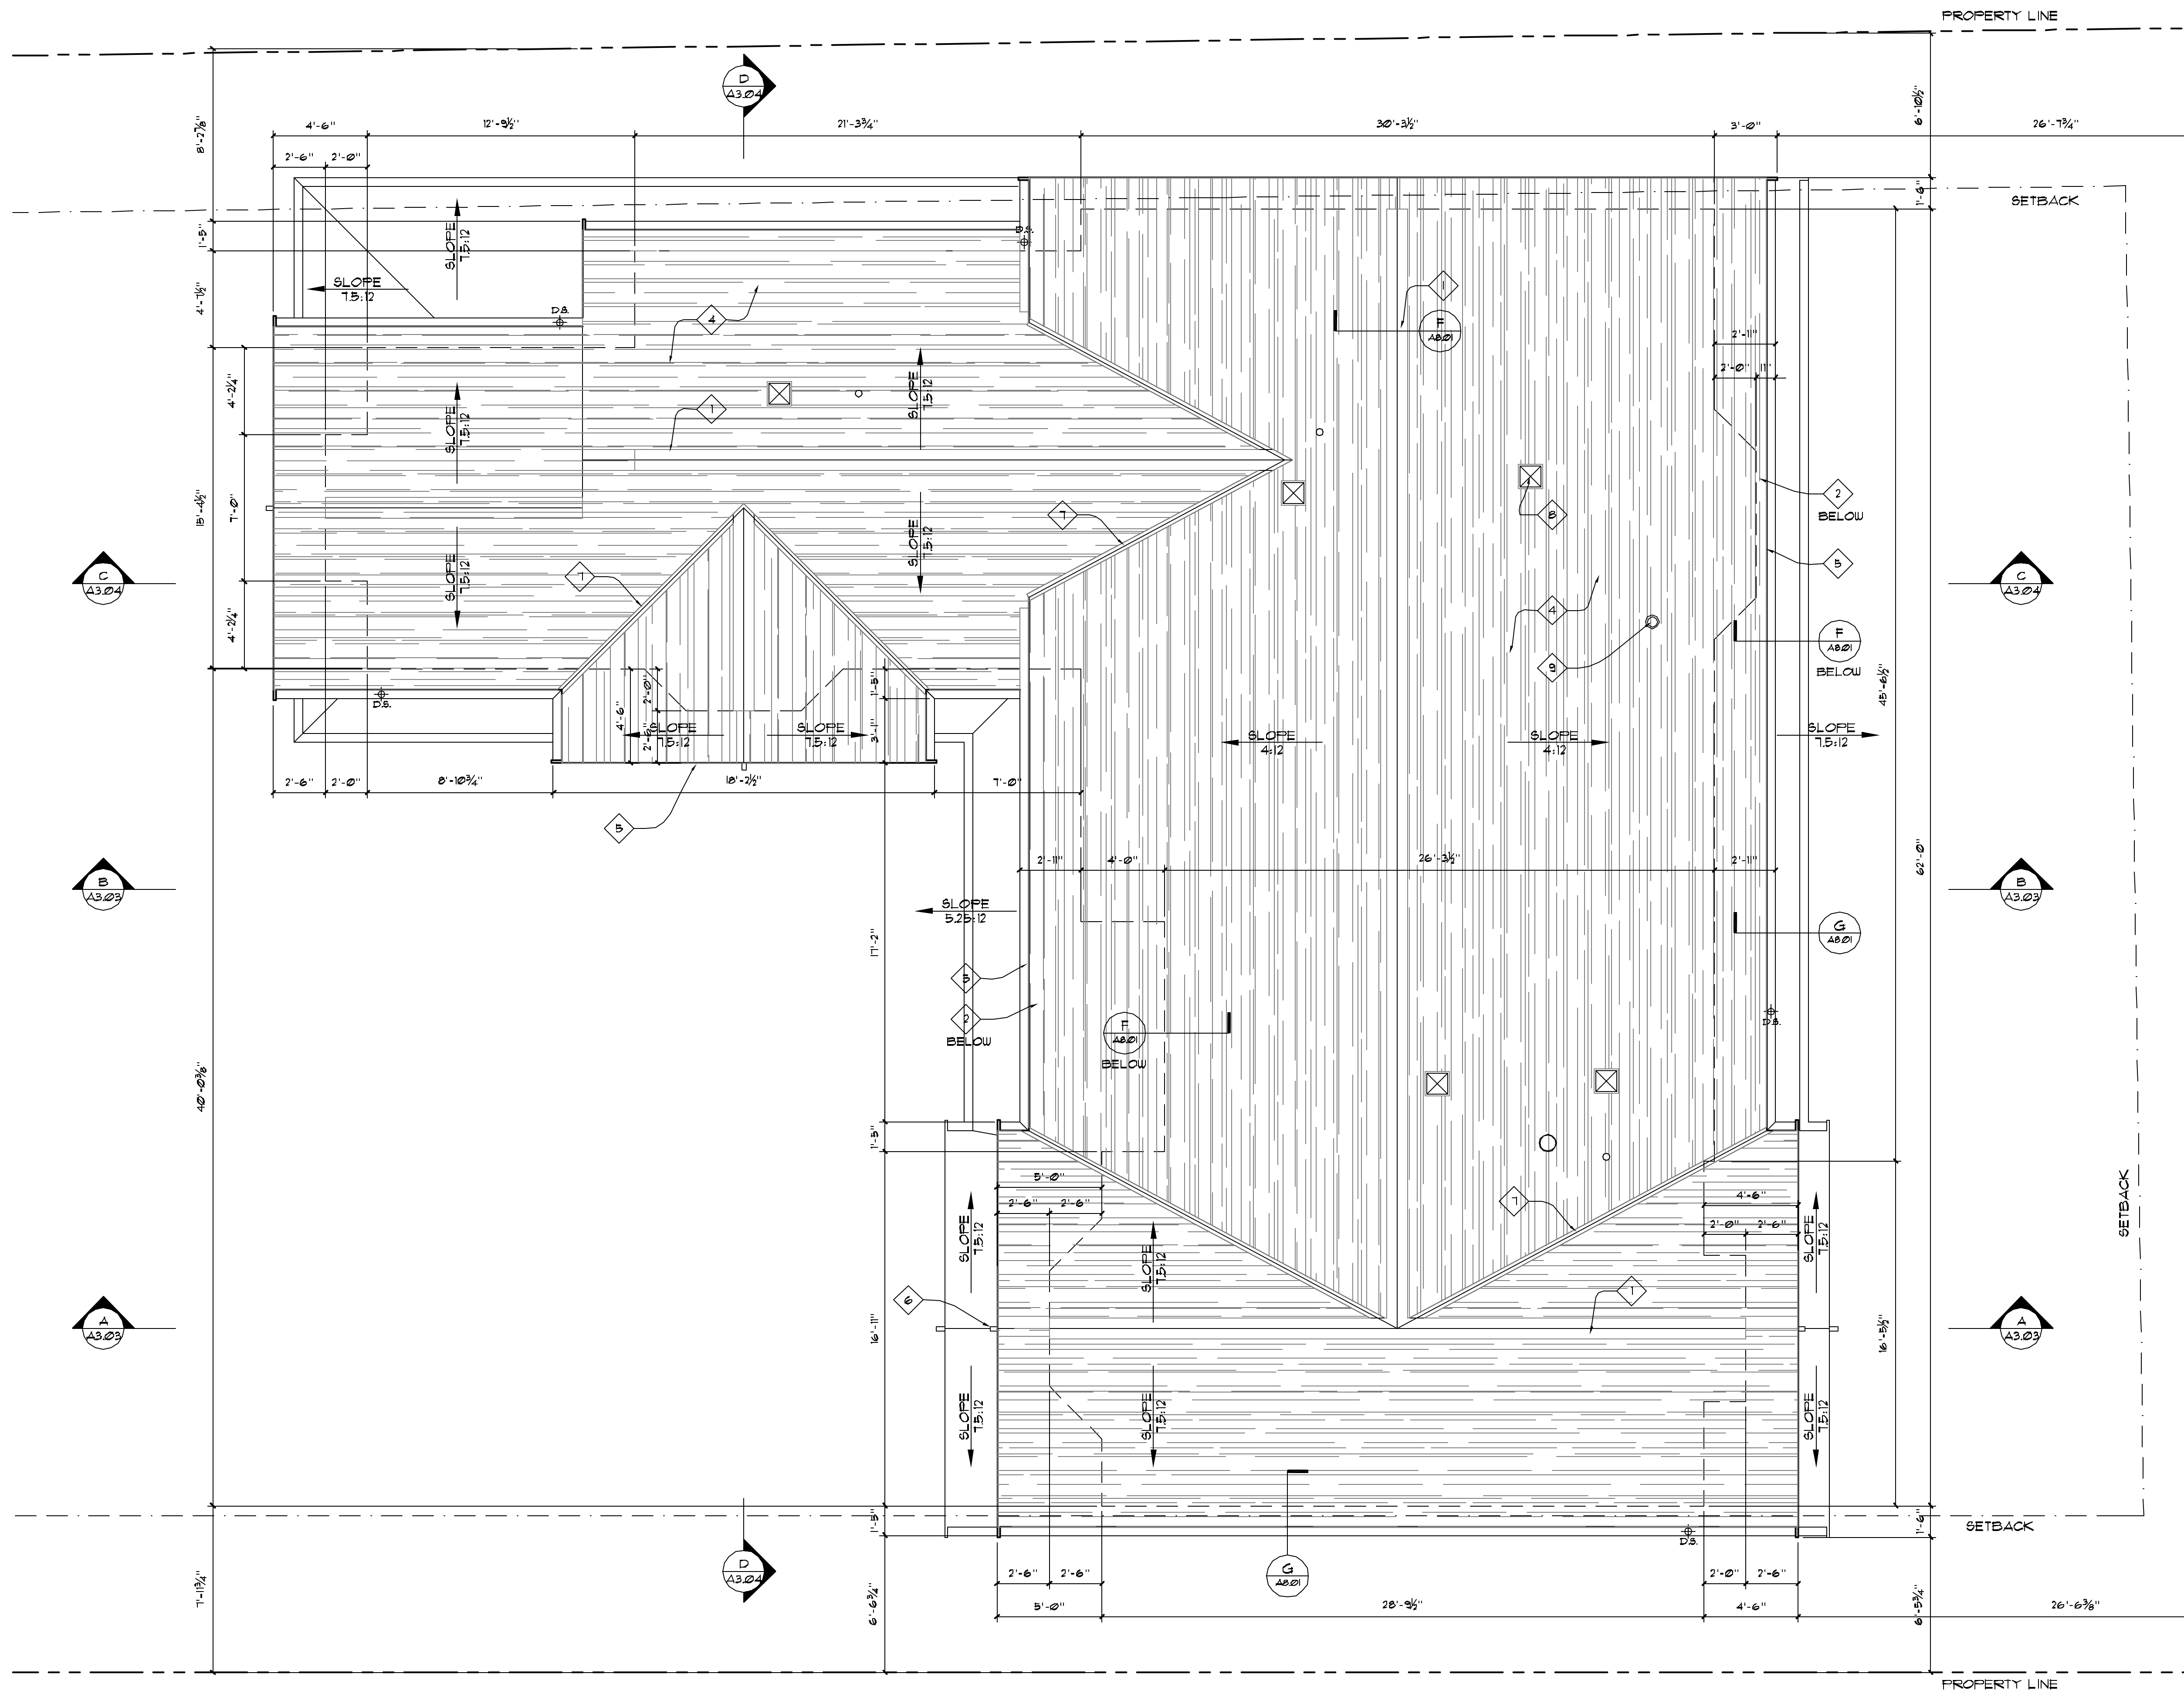 PROPERTY LINE
D
A3.04
6'-10½"
8'-2⅞"
4'-6"
12'-9½"
21'-3¾"
30'-3½"
3'-0"
26'-7¾"
2'-6"
2'-0"
1'-6"
SETBACK
1'-5"
SLOPE
7.5:12
D.S.
SLOPE
7.5:12
4'-7½"
D.S.
4
1
F
A8.01
2'-11"
2'-0"
11"
4'-2¼"
SLOPE
7.5:12
SLOPE
7.5:12
1
15'-4½"
7'-0"
7
8
2
BELOW
SLOPE
7.5:12
SLOPE
7.5:12
5
C
A3.04
7
C
A3.04
4'-2¼"
4
9
F
A8.01
BELOW
45'-6½"
D.S.
4'-6"
2'-0"
2'-6"
1'-5"
3'-1"
SLOPE
7.5:12
SLOPE
7.5:12
SLOPE
4:12
SLOPE
4:12
SLOPE
7.5:12
2'-6"
2'-0"
8'-10¾"
18'-2½"
7'-0"
5
62'-0"
2'-11"
4'-0"
26'-3½"
2'-11"
B
A3.03
B
A3.03
SLOPE
5.25:12
G
A8.01
17'-2"
5
2
BELOW
F
A8.01
BELOW
D.S.
40'-0⅜"
1'-5"
5'-0"
2'-6"
2'-6"
7
4'-6"
2'-0"
2'-6"
SETBACK
SLOPE
7.5:12
SLOPE
7.5:12
SLOPE
7.5:12
6
1
A
A3.03
A
A3.03
16'-11"
16'-5½"
SLOPE
7.5:12
SLOPE
7.5:12
SLOPE
7.5:12
1'-5"
1'-6"
SETBACK
D.S.
D
A3.04
G
A8.01
7'-11¾"
6'-6¾"
2'-6"
2'-6"
2'-0"
2'-6"
5'-0"
28'-9½"
4'-6"
6'-5¾"
26'-6⅜"
PROPERTY LINE